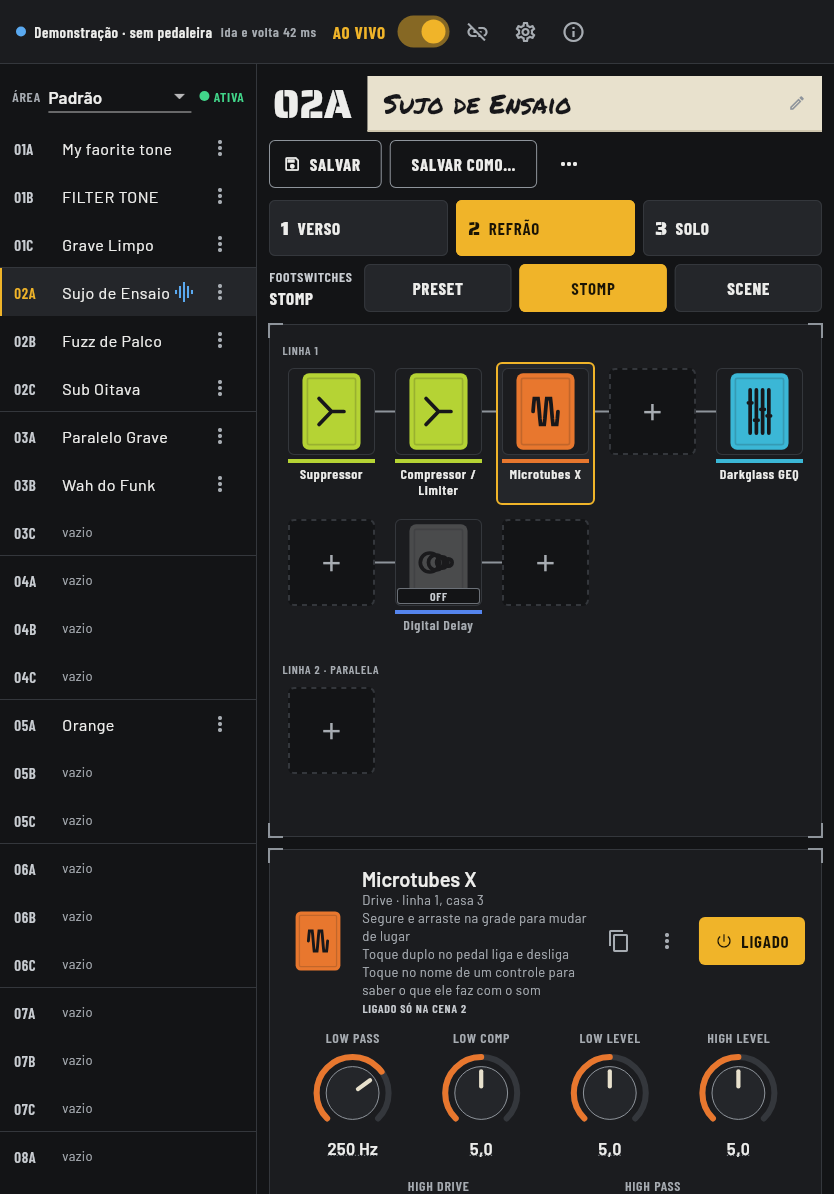 Demonstração · sem pedaleira Ida e volta 42 ms AO VIVO
ÁREA Padrão ATIVA
01A My faorite tone
01B FILTER TONE
01C Grave Limpo
02A Sujo de Ensaio
02B Fuzz de Palco
02C Sub Oitava
03A Paralelo Grave
03B Wah do Funk
03C vazio
04A vazio
04B vazio
04C vazio
05A Orange
05B vazio
05C vazio
06A vazio
06B vazio
06C vazio
07A vazio
07B vazio
07C vazio
08A vazio
02A Sujo de Ensaio
SALVAR SALVAR COMO...
1 VERSO 2 REFRÃO 3 SOLO
FOOTSWITCHES
STOMP
PRESET STOMP SCENE
LINHA 1
Suppressor
Compressor /
Limiter
Microtubes X
+
Darkglass GEQ
+
OFF
Digital Delay
+
LINHA 2 · PARALELA
+
Microtubes X
Drive · linha 1, casa 3
Segure e arraste na grade para mudar
de lugar
Toque duplo no pedal liga e desliga
Toque no nome de um controle para
saber o que ele faz com o som
LIGADO SÓ NA CENA 2
LIGADO
LOW PASS LOW COMP LOW LEVEL HIGH LEVEL
250 Hz 5,0 5,0 5,0
HIGH DRIVE HIGH PASS